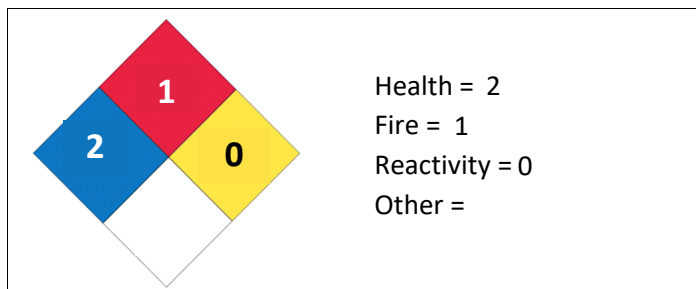 1
2
0
Health = 2
Fire = 1
Reactivity = 0
Other =